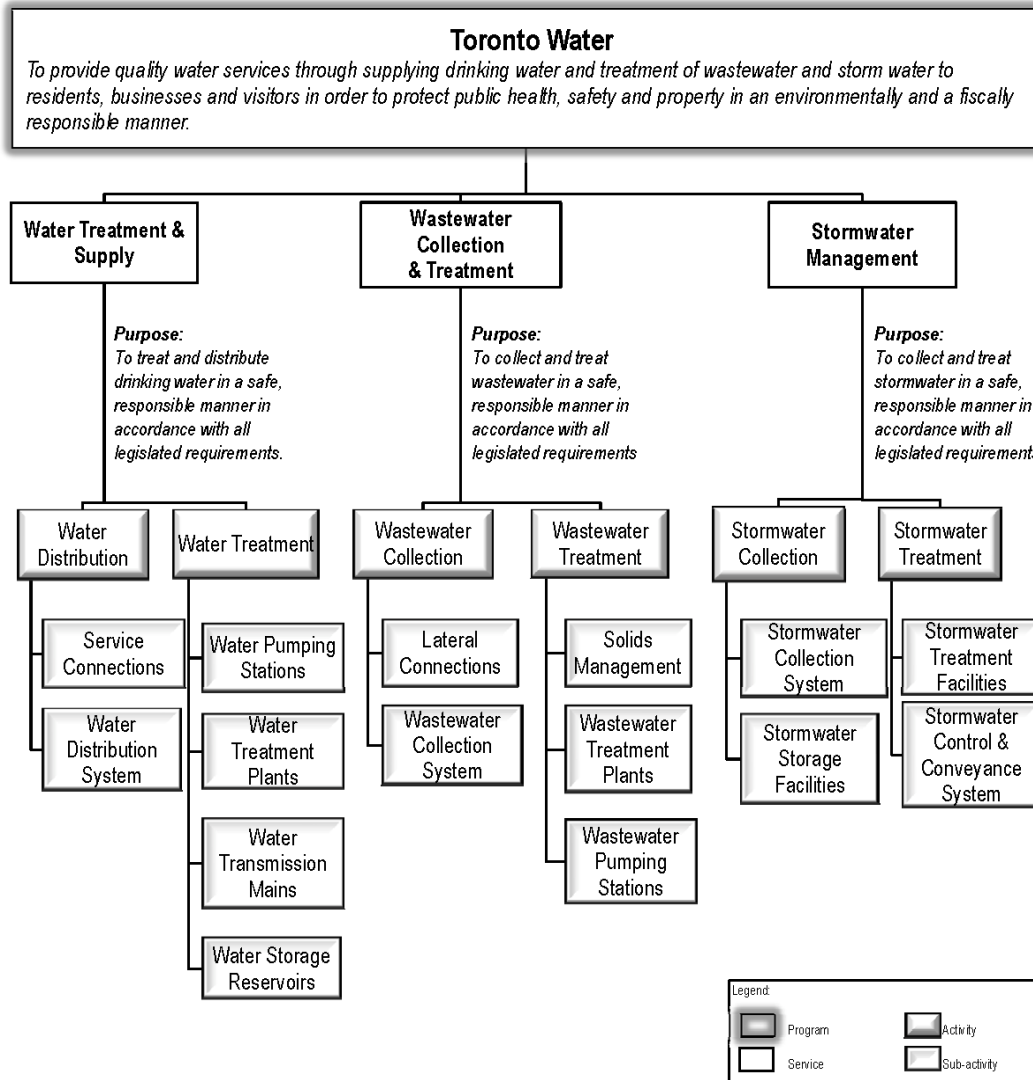 Toronto Water
To provide quality water services through supplying drinking water and treatment of wastewater and storm water to
residents, businesses and visitors in order to protect public health, safety and property in an environmentally and a fiscally
responsible manner.
Water Treatment &
Supply
Wastewater
Collection
& Treatment
Stormwater
Management
Purpose:
To treat and distribute
drinking water in a safe,
responsible manner in
accordance with all
legislated requirements.
Purpose:
To collect and treat
wastewater in a safe,
responsible manner in
accordance with all
legislated requirements
Purpose:
To collect and treat
stormwater in a safe,
responsible manner in
accordance with all
legislated requirements
Water
Distribution
Water Treatment
Wastewater
Collection
Wastewater
Treatment
Stormwater
Collection
Stormwater
Treatment
Service
Connections
Water
Distribution
System
Water Pumping
Stations
Water
Treatment
Plants
Water
Transmission
Mains
Water Storage
Reservoirs
Lateral
Connections
Wastewater
Collection
System
Solids
Management
Wastewater
Treatment
Plants
Wastewater
Pumping
Stations
Stormwater
Collection
System
Stormwater
Storage
Facilities
Stormwater
Treatment
Facilities
Stormwater
Control &
Conveyance
System
Legend:
Program
Activity
Service
Sub-activity